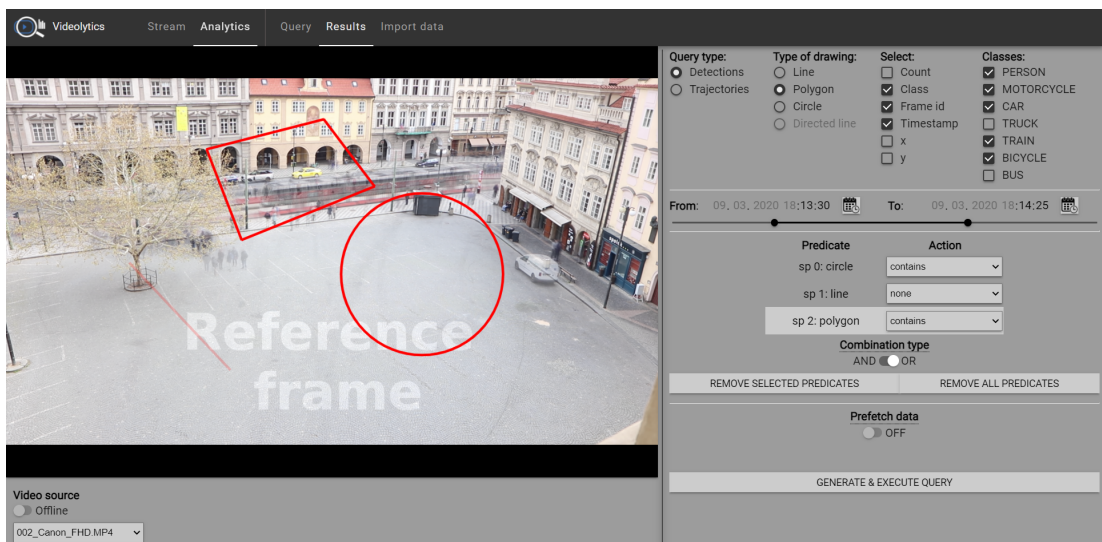 Videolytics Stream Analytics Query Results Import data
Reference
frame
Video source
Offline
002_Canon_FHD.MP4
Query type:
Detections
Trajectories
Type of drawing:
Line
Polygon
Circle
Directed line
Select:
Count
Class
Frame id
Timestamp
x
y
Classes:
PERSON
MOTORCYCLE
CAR
TRUCK
TRAIN
BICYCLE
BUS
From: 09. 03. 2020 18:13:30 To: 09. 03. 2020 18:14:25
Predicate Action
sp 0: circle contains
sp 1: line none
sp 2: polygon contains
Combination type
AND OR
REMOVE SELECTED PREDICATES REMOVE ALL PREDICATES
Prefetch data
OFF
GENERATE & EXECUTE QUERY